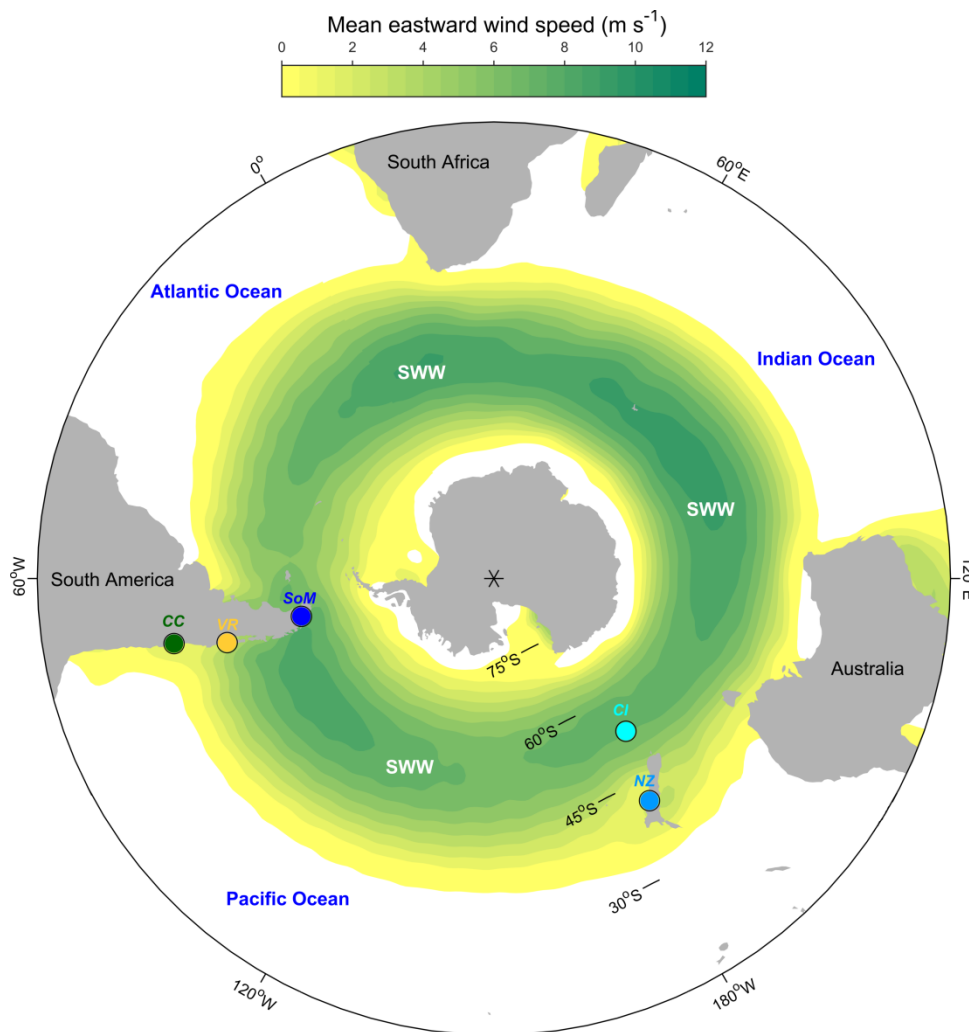 Mean eastward wind speed (m s⁻¹)
0 2 4 6 8 10 12
South Africa
0°
60°E
Atlantic Ocean
Indian Ocean
SWW
SWW
60°W
South America
120°E
SoM
CC
VR
75°S
Australia
CI
60°S
SWW
NZ
45°S
30°S
Pacific Ocean
120°W
180°W